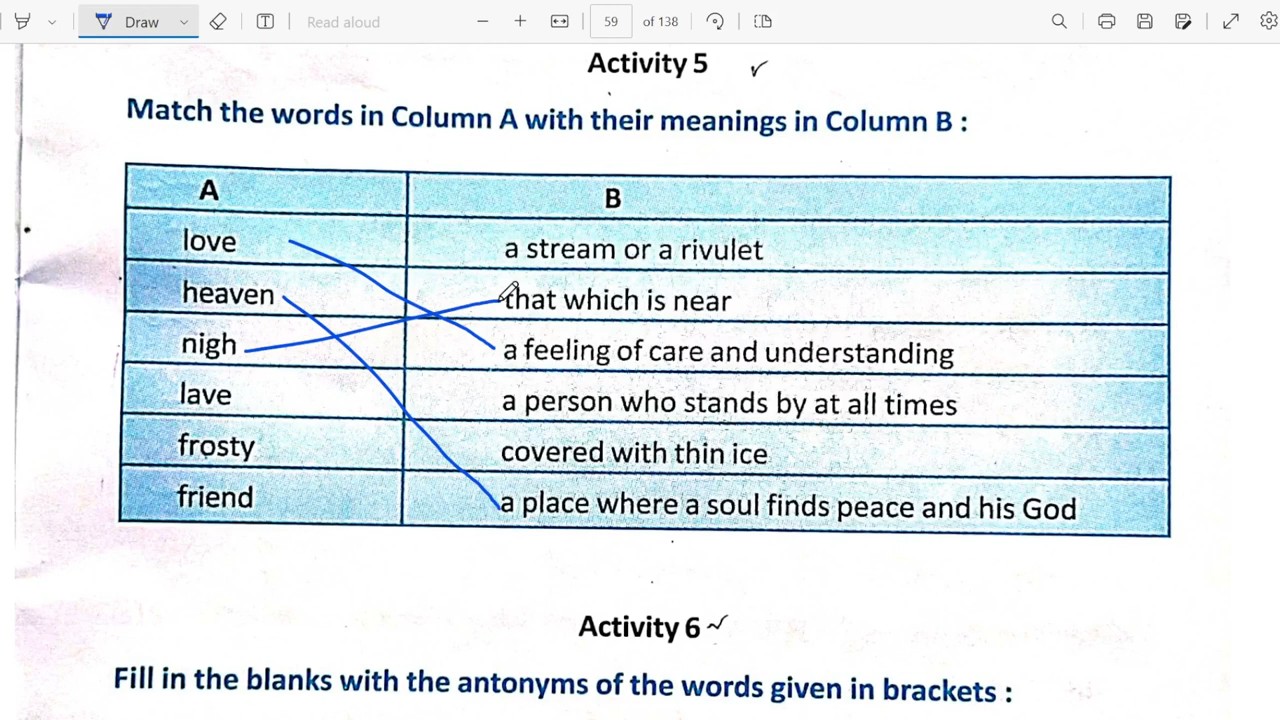 Draw
Read aloud
59 of 138
Activity 5
Match the words in Column A with their meanings in Column B :
A B
love a stream or a rivulet
heaven that which is near
nigh a feeling of care and understanding
lave a person who stands by at all times
frosty covered with thin ice
friend a place where a soul finds peace and his God
Activity 6
Fill in the blanks with the antonyms of the words given in brackets :